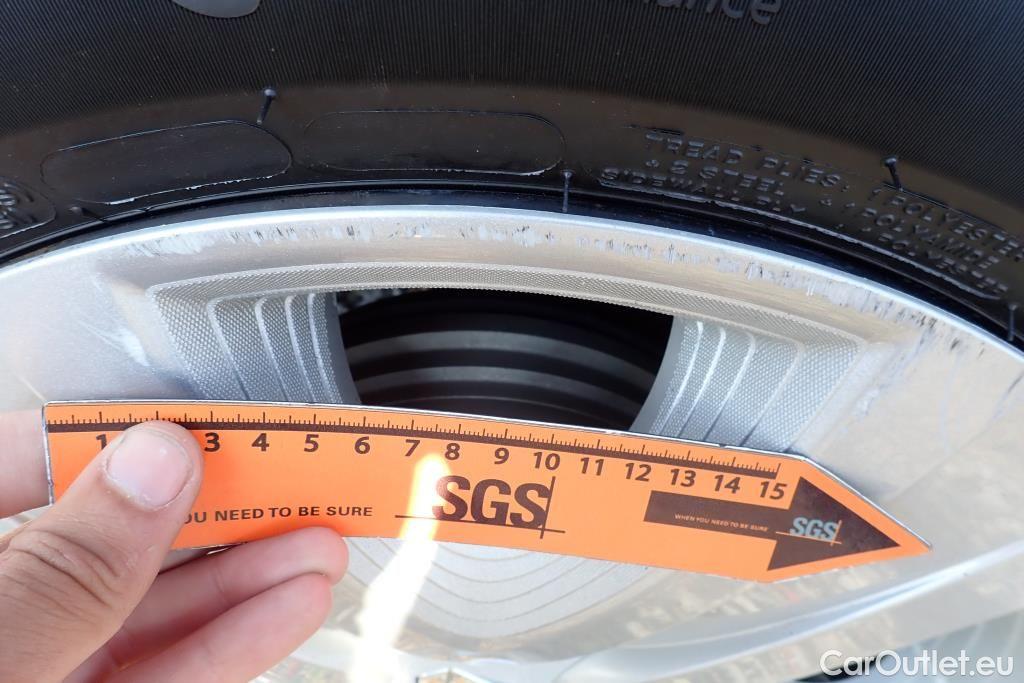 TREAD PLIES: 1 POLYESTER
+ 2 STEEL + 1 POLYAMIDE
SIDEWALL PLY : 1 POLYESTER
1 2 3 4 5 6 7 8 9 10 11 12 13 14 15
OU NEED TO BE SURE
SGS
WHEN YOU NEED TO BE SURE
SGS
CarOutlet.eu